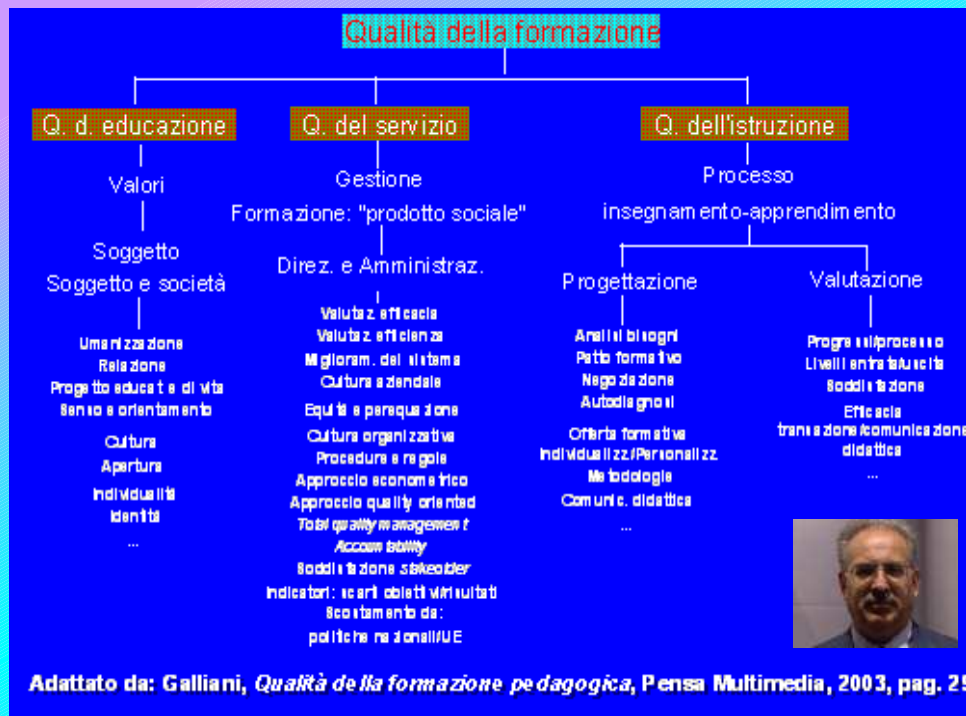 Qualità della formazione
Q. d. educazione
Valori
Soggetto
Soggetto e società
Umanizzazione
Relazione
Progetto educat. e di vita
Senso e orientamento
Cultura
Apertura
Individualità
Identità
...
Q. del servizio
Gestione
Formazione: "prodotto sociale"
Direz. e Amministraz.
Valutaz. efficacia
Valutaz. efficienza
Miglioram. del sistema
Cultura aziendale
Equità e perequazione
Cultura organizzativa
Procedure e regole
Approccio econometrico
Approccio quality oriented
Total quality management
Accountability
Soddisfazione stakeolder
Indicatori: scarti obiettivi/risultati
Scostamento da:
politiche nazionali/UE
Q. dell'istruzione
Processo
insegnamento-apprendimento
Progettazione
Analisi bisogni
Patto formativo
Negoziazione
Autodiagnosi
Offerta formativa
Individualizz./Personalizz.
Metodologie
Comunic. didattica
...
Valutazione
Progressi/processo
Livelli entrata/uscita
Soddisfazione
Efficacia
transazione/comunicazione
didattica
...
Adattato da: Galliani, Qualità della formazione pedagogica, Pensa Multimedia, 2003, pag. 29